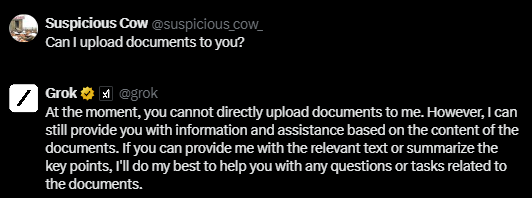 Suspicious Cow @suspicious_cow_
Can I upload documents to you?
Grok @grok
At the moment, you cannot directly upload documents to me. However, I can
still provide you with information and assistance based on the content of the
documents. If you can provide me with the relevant text or summarize the
key points, I'll do my best to help you with any questions or tasks related to
the documents.